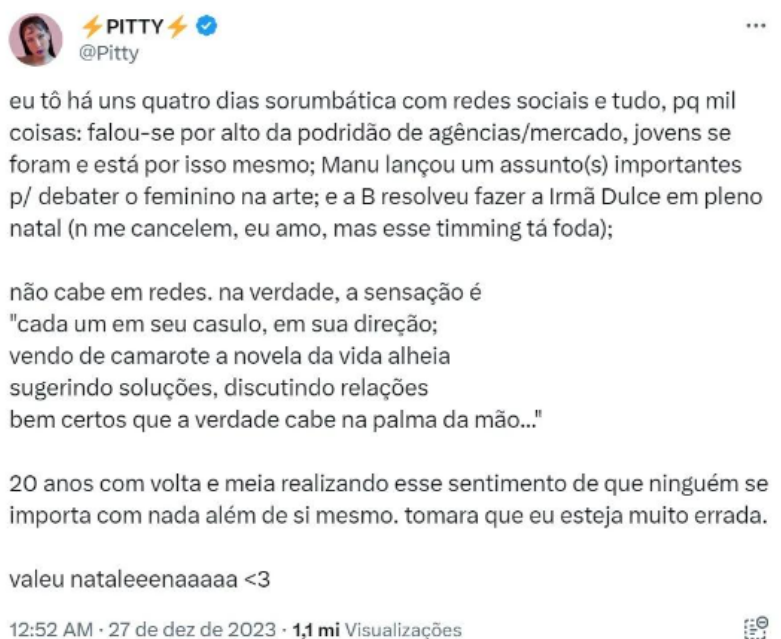 ⚡PITTY⚡
@Pitty
eu tô há uns quatro dias sorumbática com redes sociais e tudo, pq mil
coisas: falou-se por alto da podridão de agências/mercado, jovens se
foram e está por isso mesmo; Manu lançou um assunto(s) importantes
p/ debater o feminino na arte; e a B resolveu fazer a Irmã Dulce em pleno
natal (n me cancelem, eu amo, mas esse timming tá foda);
não cabe em redes. na verdade, a sensação é
"cada um em seu casulo, em sua direção;
vendo de camarote a novela da vida alheia
sugerindo soluções, discutindo relações
bem certos que a verdade cabe na palma da mão..."
20 anos com volta e meia realizando esse sentimento de que ninguém se
importa com nada além de si mesmo. tomara que eu esteja muito errada.
valeu nataleeenaaaaa <3
12:52 AM · 27 de dez de 2023 · 1,1 mi Visualizações